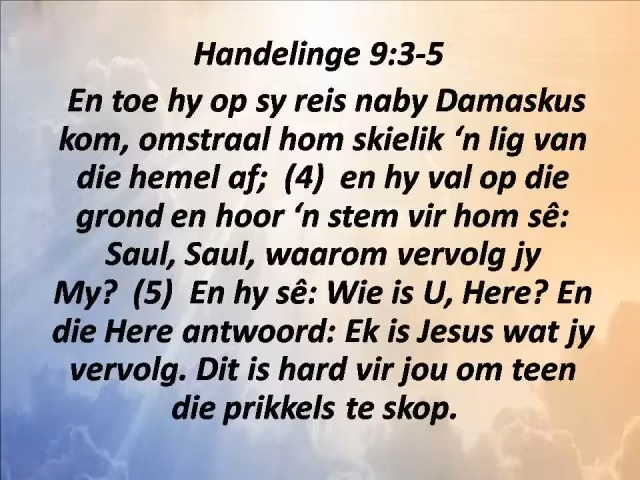 Handelinge 9:3-5
En toe hy op sy reis naby Damaskus
kom, omstraal hom skielik ‘n lig van
die hemel af;  (4)  en hy val op die
grond en hoor ‘n stem vir hom sê:
Saul, Saul, waarom vervolg jy
My?  (5)  En hy sê: Wie is U, Here? En
die Here antwoord: Ek is Jesus wat jy
vervolg. Dit is hard vir jou om teen
die prikkels te skop.